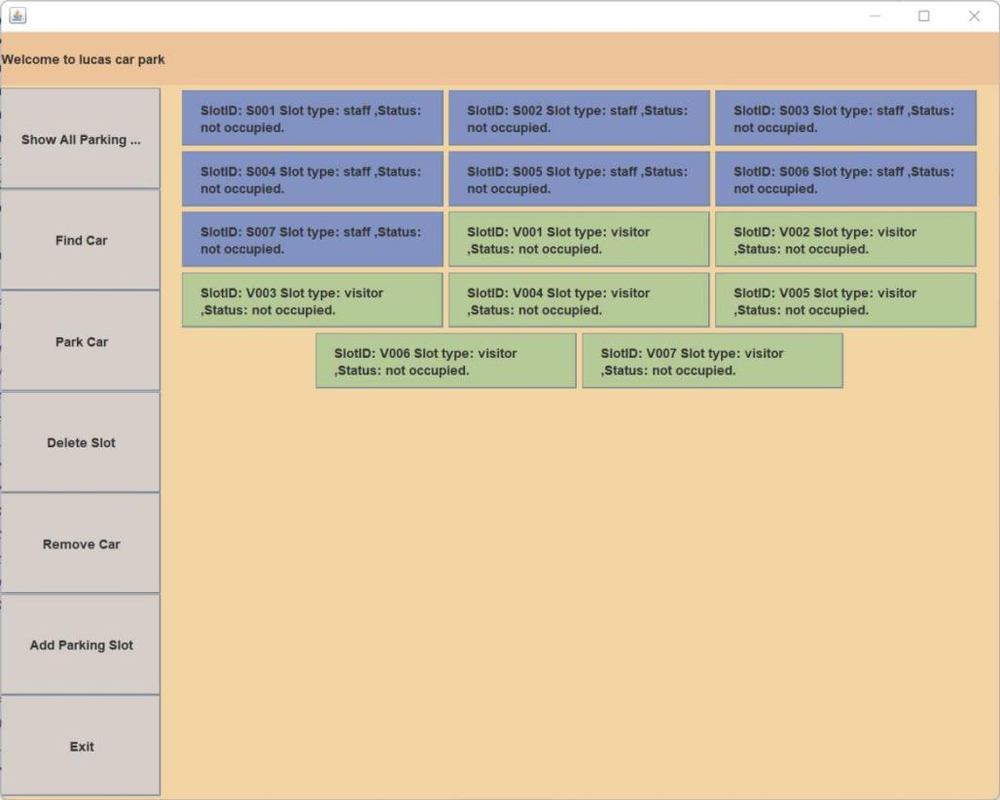 Welcome to lucas car park
Show All Parking ...
Find Car
Park Car
Delete Slot
Remove Car
Add Parking Slot
Exit
SlotID: S001 Slot type: staff ,Status:
not occupied.
SlotID: S002 Slot type: staff ,Status:
not occupied.
SlotID: S003 Slot type: staff ,Status:
not occupied.
SlotID: S004 Slot type: staff ,Status:
not occupied.
SlotID: S005 Slot type: staff ,Status:
not occupied.
SlotID: S006 Slot type: staff ,Status:
not occupied.
SlotID: S007 Slot type: staff ,Status:
not occupied.
SlotID: V001 Slot type: visitor
,Status: not occupied.
SlotID: V002 Slot type: visitor
,Status: not occupied.
SlotID: V003 Slot type: visitor
,Status: not occupied.
SlotID: V004 Slot type: visitor
,Status: not occupied.
SlotID: V005 Slot type: visitor
,Status: not occupied.
SlotID: V006 Slot type: visitor
,Status: not occupied.
SlotID: V007 Slot type: visitor
,Status: not occupied.